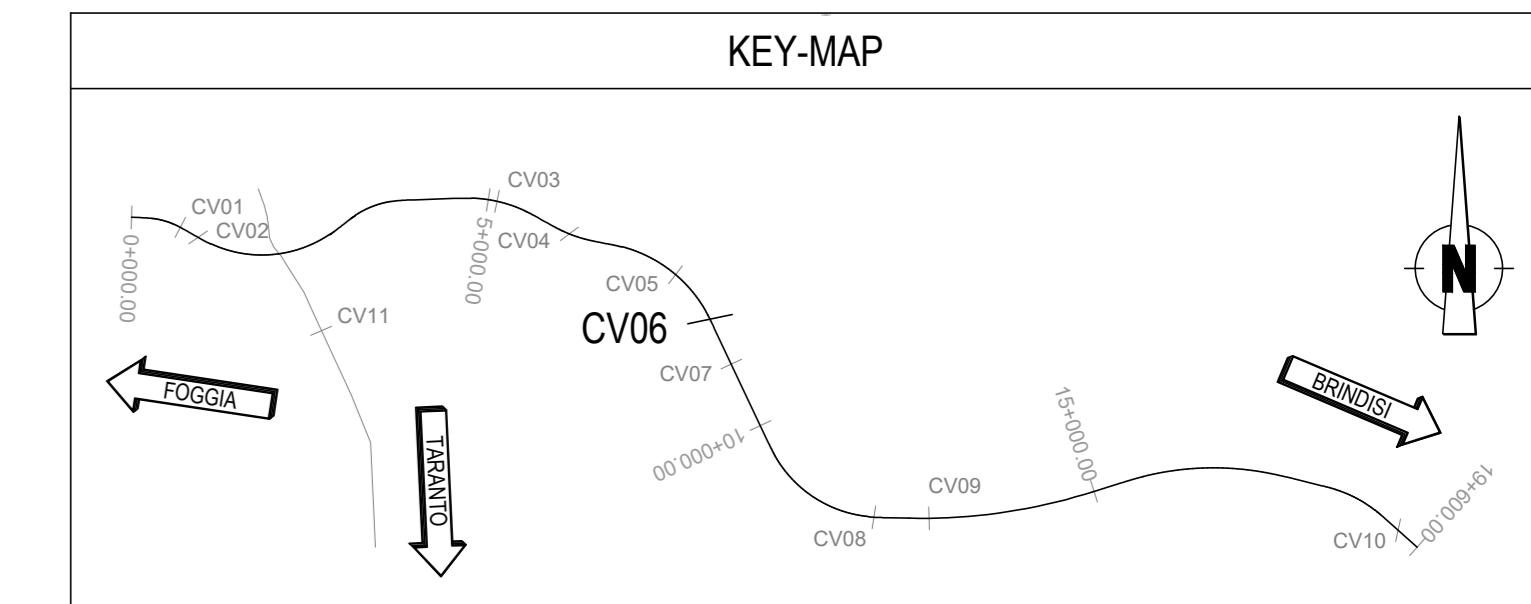 KEY-MAP
CV01
CV02
0+000.00
CV03
5+000.00
CV04
CV05
CV06
CV11
CV07
FOGGIA
TARANTO
10+000.00
15+000.00
BRINDISI
N
CV09
CV08
CV10
19+600.00